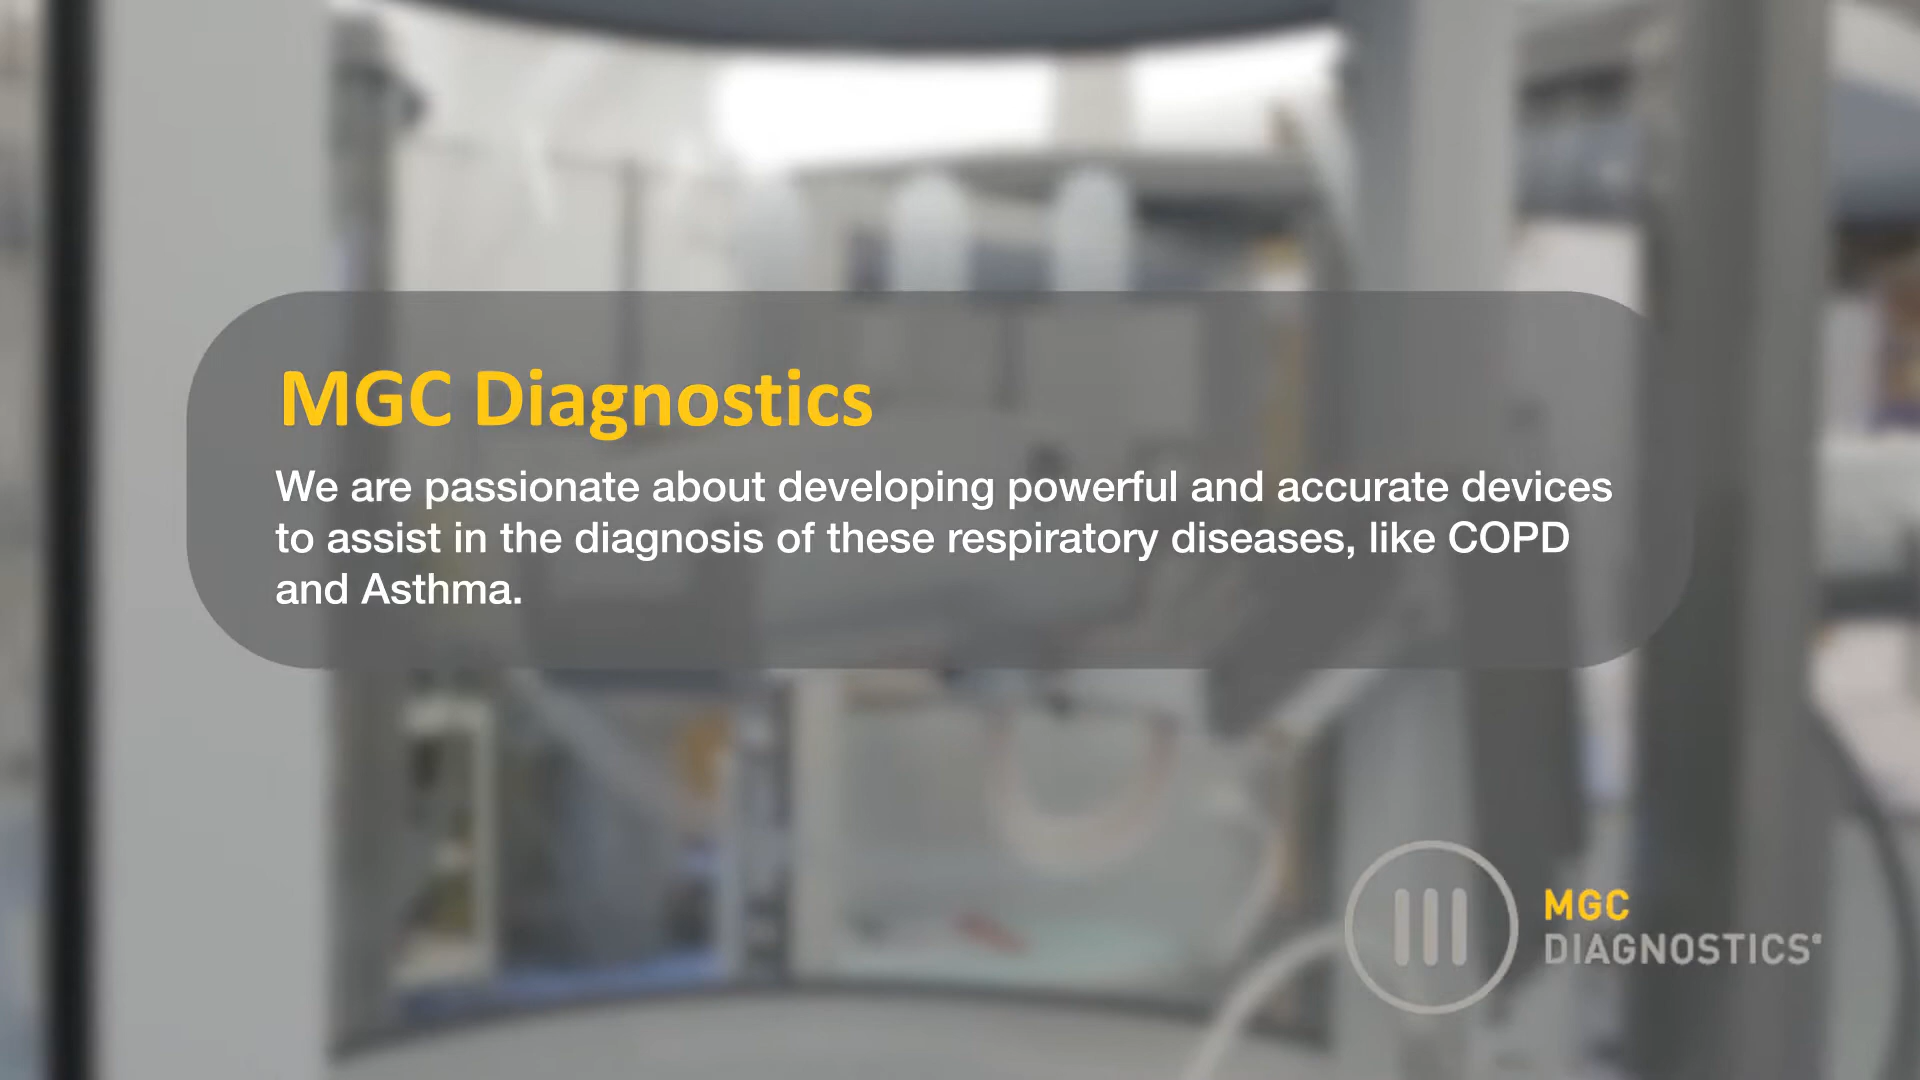 MGC Diagnostics
We are passionate about developing powerful and accurate devices
to assist in the diagnosis of these respiratory diseases, like COPD
and Asthma.
MGC
DIAGNOSTICS®